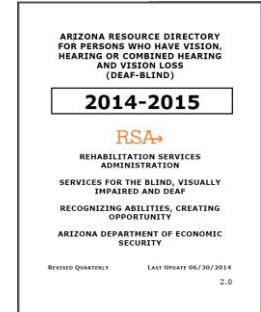 ARIZONA RESOURCE DIRECTORY
FOR PERSONS WHO HAVE VISION,
HEARING OR COMBINED HEARING
AND VISION LOSS
(DEAF-BLIND)
2014-2015
RSA
REHABILITATION SERVICES
ADMINISTRATION
SERVICES FOR THE BLIND, VISUALLY
IMPAIRED AND DEAF
RECOGNIZING ABILITIES, CREATING
OPPORTUNITY
ARIZONA DEPARTMENT OF ECONOMIC
SECURITY
REVISED QUARTERLY LAST UPDATE 06/30/2014
2.0